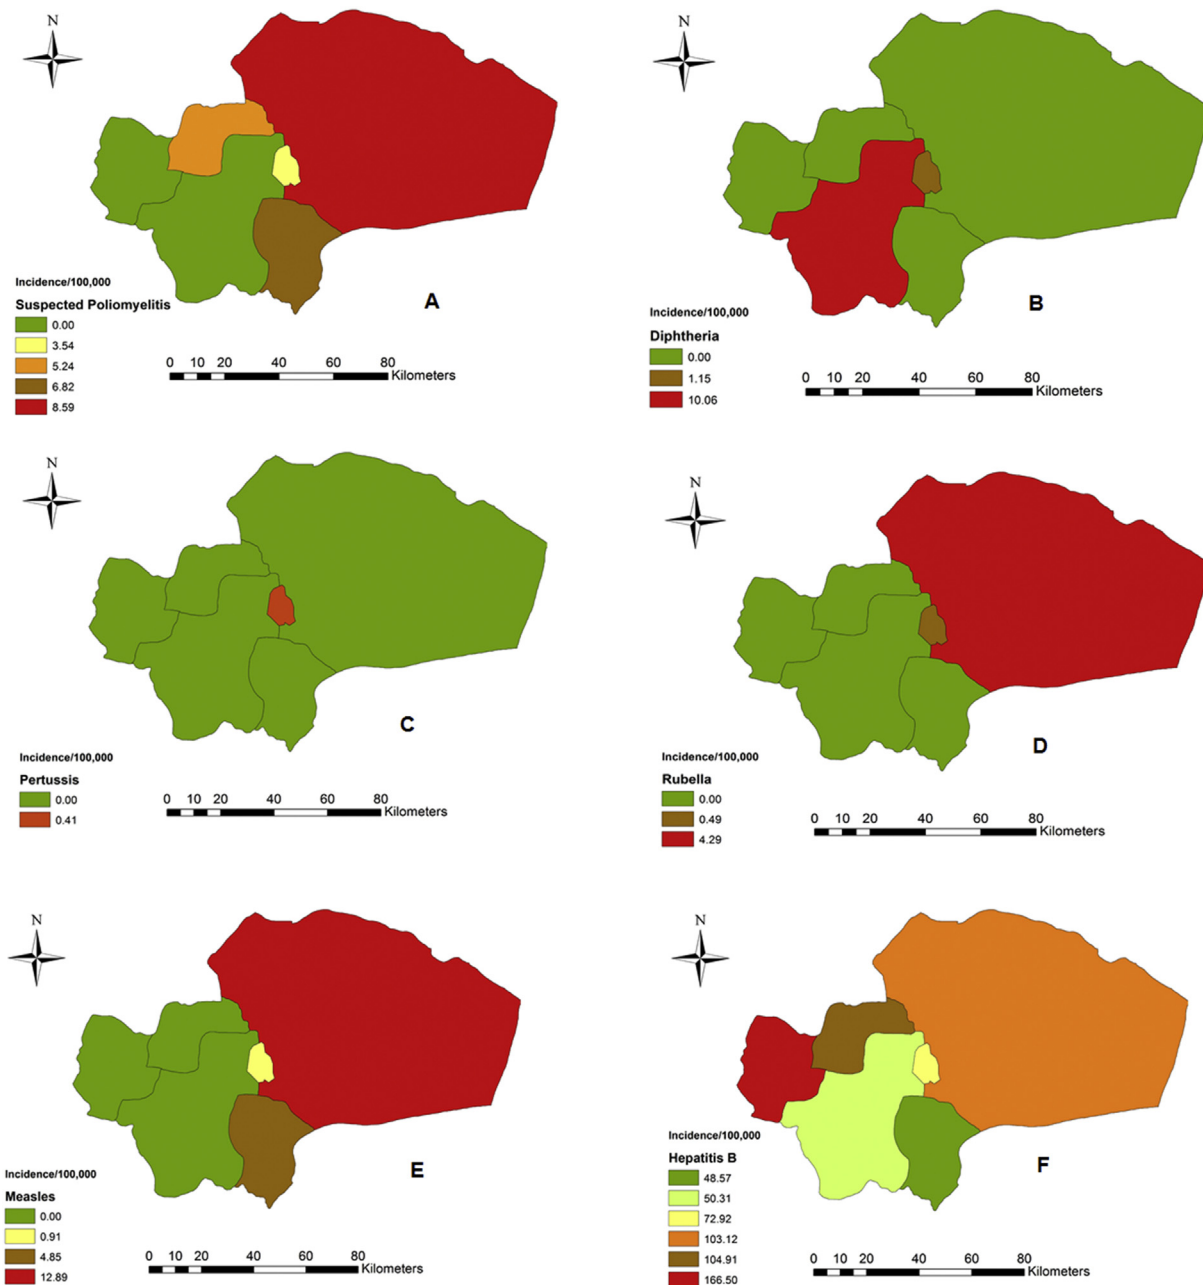 N
Incidence/100,000
Suspected Poliomyelitis
0.00
3.54
5.24
6.82
8.59
A
0 10 20 40 60 80
Kilometers
N
Incidence/100,000
Diphtheria
0.00
1.15
10.06
B
0 10 20 40 60 80
Kilometers
N
Incidence/100,000
Pertussis
0.00
0.41
C
0 10 20 40 60 80
Kilometers
N
Incidence/100,000
Rubella
0.00
0.49
4.29
D
0 10 20 40 60 80
Kilometers
N
Incidence/100,000
Measles
0.00
0.91
4.85
12.89
E
0 10 20 40 60 80
Kilometers
N
Incidence/100,000
Hepatitis B
48.57
50.31
72.92
103.12
104.91
166.50
F
0 10 20 40 60 80
Kilometers